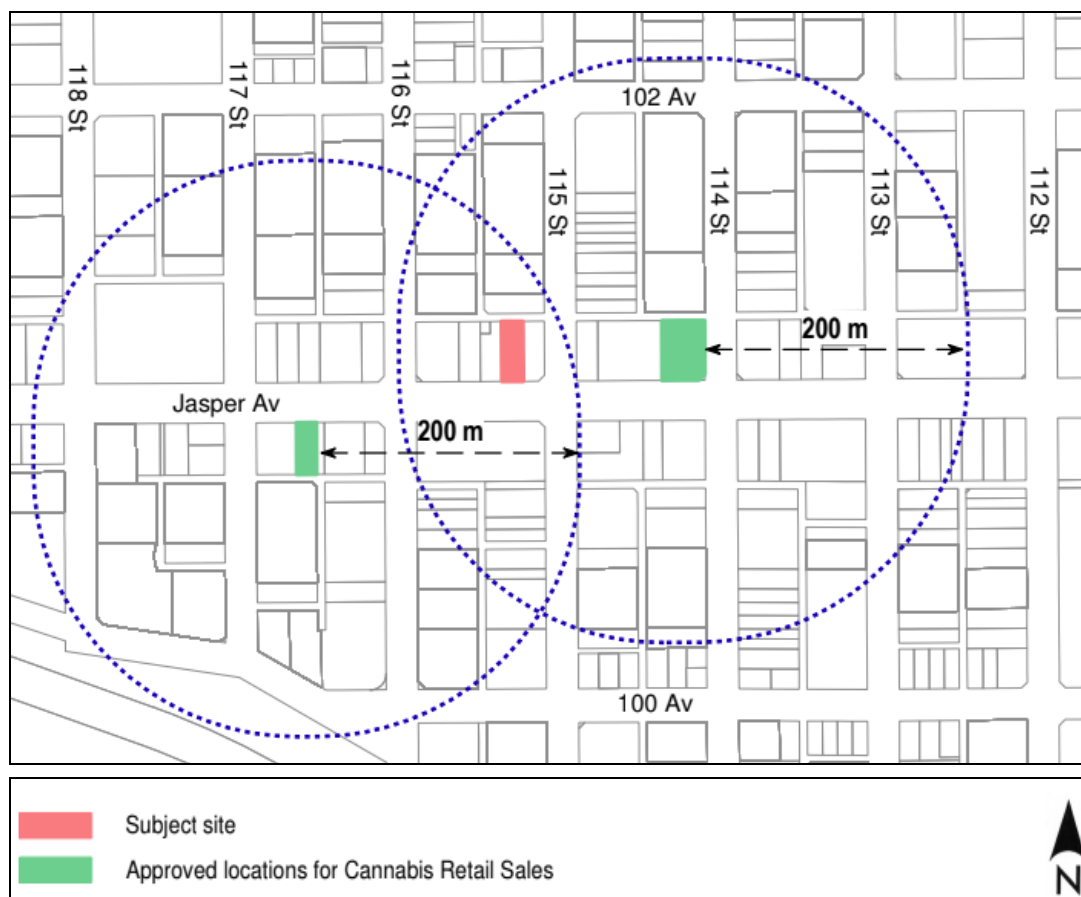 102 Av
118 St
117 St
116 St
115 St
114 St
113 St
112 St
200 m
Jasper Av
200 m
100 Av
Subject site
Approved locations for Cannabis Retail Sales
N